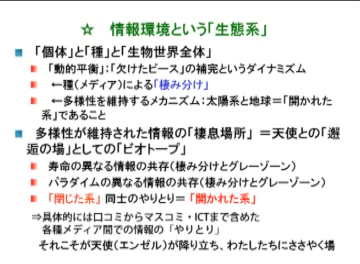 ☆ 情報環境という「生態系」
「個体」と「種」と「生物世界全体」
「動的平衡」:「欠けたピース」の補完というダイナミズム
←種(メディア)による「棲み分け」
←多様性を維持するメカニズム:太陽系と地球=「開かれた
系」であること
多様性が維持された情報の「棲息場所」 =天使との「邂
逅の場」としての「ビオトープ」
寿命の異なる情報の共存(棲み分けとグレーゾーン)
パラダイムの異なる情報の共存(棲み分けとグレーゾーン)
「閉じた系」 同士のやりとり= 「開かれた系」
⇒具体的には口コミからマスコミ・ICTまで含めた
各種メディア間での情報の 「やりとり」
それこそが天使(エンゼル)が降り立ち、わたしたちにささやく場